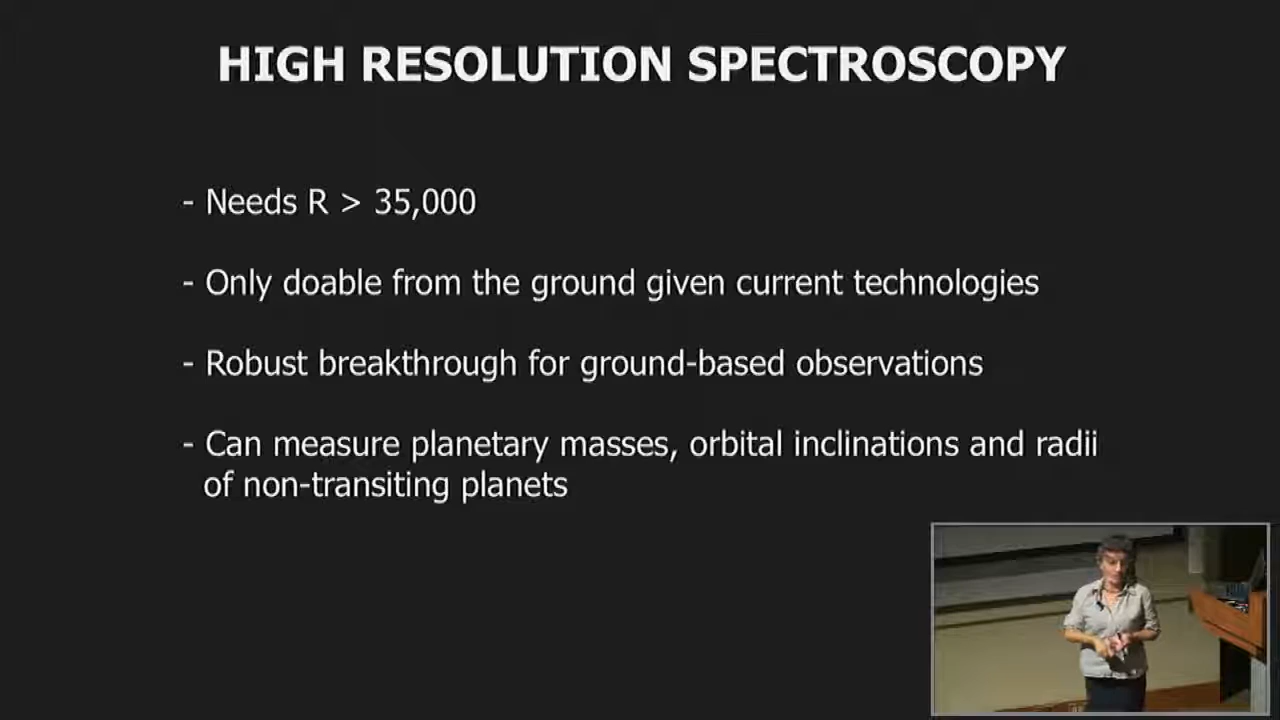 HIGH RESOLUTION SPECTROSCOPY
- Needs R > 35,000
- Only doable from the ground given current technologies
- Robust breakthrough for ground-based observations
- Can measure planetary masses, orbital inclinations and radii
of non-transiting planets